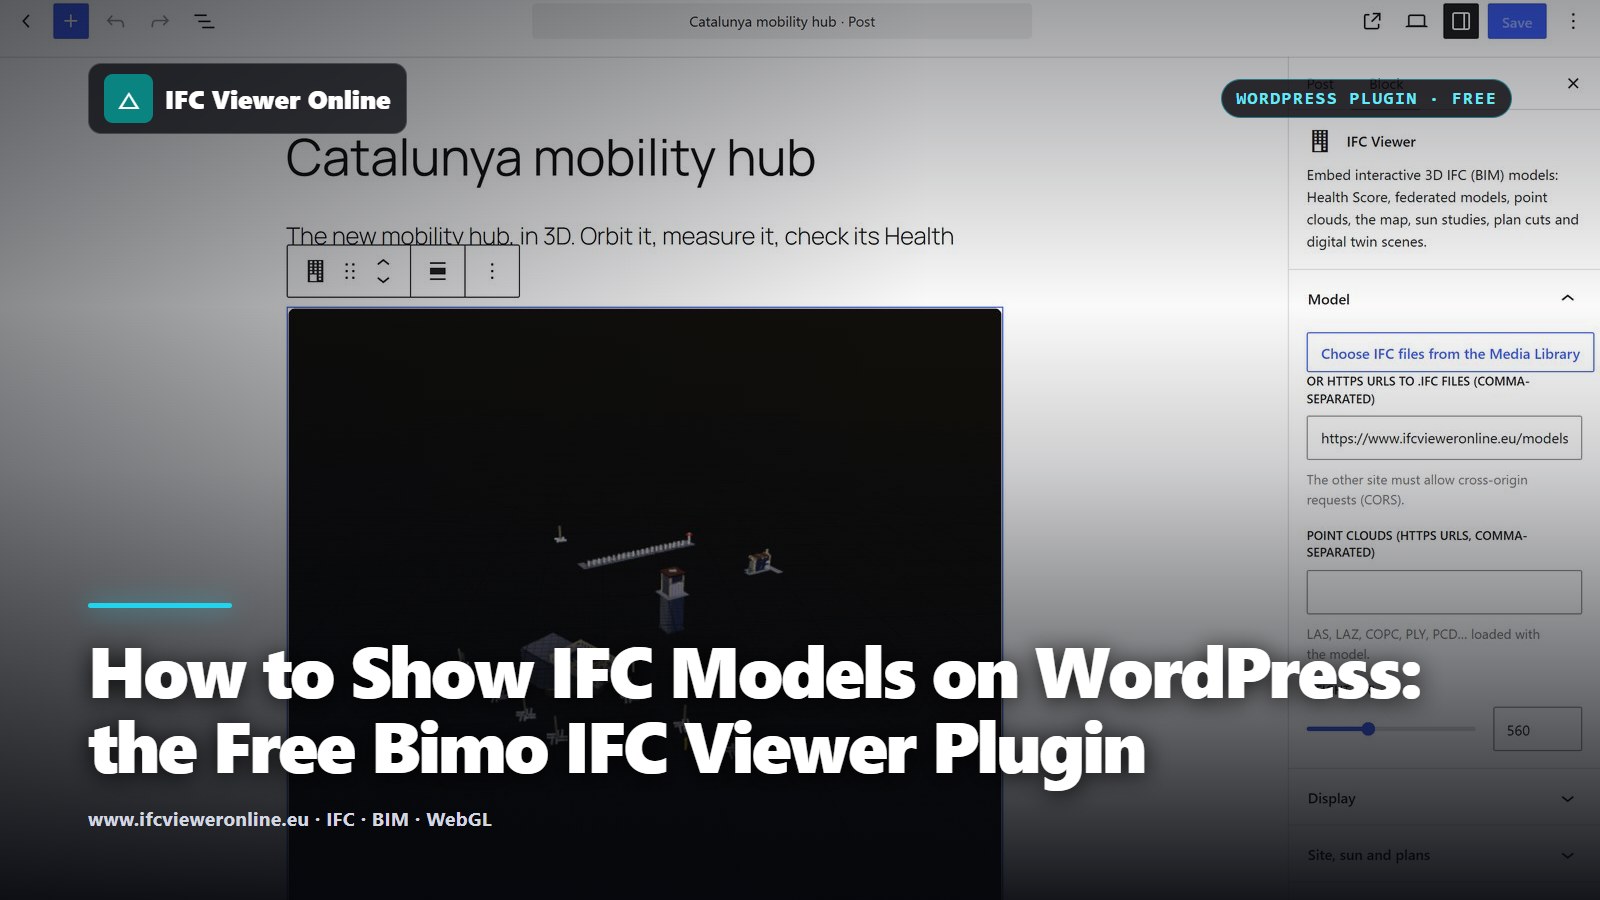 Catalunya mobility hub · Post
Save
IFC Viewer Online
Post
Block
WORDPRESS PLUGIN · FREE
Catalunya mobility hub
The new mobility hub, in 3D. Orbit it, measure it, check its Health
IFC Viewer
Embed interactive 3D IFC (BIM) models:
Health Score, federated models, point
clouds, the map, sun studies, plan cuts and
digital twin scenes.
Model
Choose IFC files from the Media Library
OR HTTPS URLS TO .IFC FILES (COMMA-
SEPARATED)
https://www.ifcvieweronline.eu/models
The other site must allow cross-origin
requests (CORS).
POINT CLOUDS (HTTPS URLS, COMMA-
SEPARATED)
LAS, LAZ, COPC, PLY, PCD... loaded with
the model.
560
How to Show IFC Models on WordPress:
the Free Bimo IFC Viewer Plugin
www.ifcvieweronline.eu · IFC · BIM · WebGL
Display
Site, sun and plans